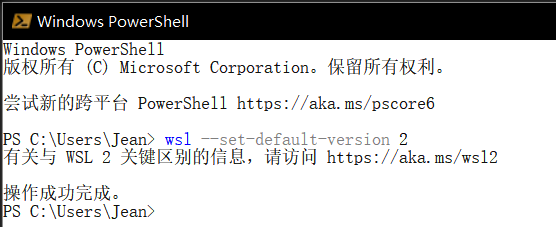 Windows PowerShell
Windows PowerShell
版权所有 (C) Microsoft Corporation。保留所有权利。
尝试新的跨平台 PowerShell https://aka.ms/pscore6
PS C:\Users\Jean> wsl --set-default-version 2
有关与 WSL 2 关键区别的信息，请访问 https://aka.ms/wsl2
操作成功完成。
PS C:\Users\Jean>